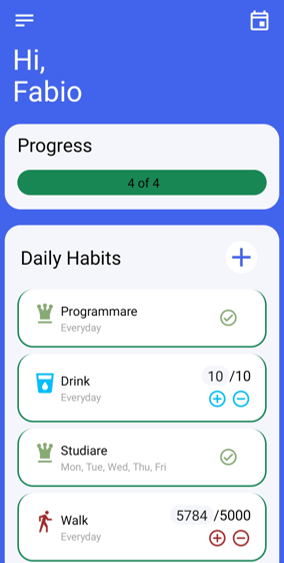 Hi,
Fabio
Progress
4 of 4
Daily Habits
Programmare
Everyday
Drink
10 /10
Everyday
Studiare
Mon, Tue, Wed, Thu, Fri
Walk
5784 /5000
Everyday